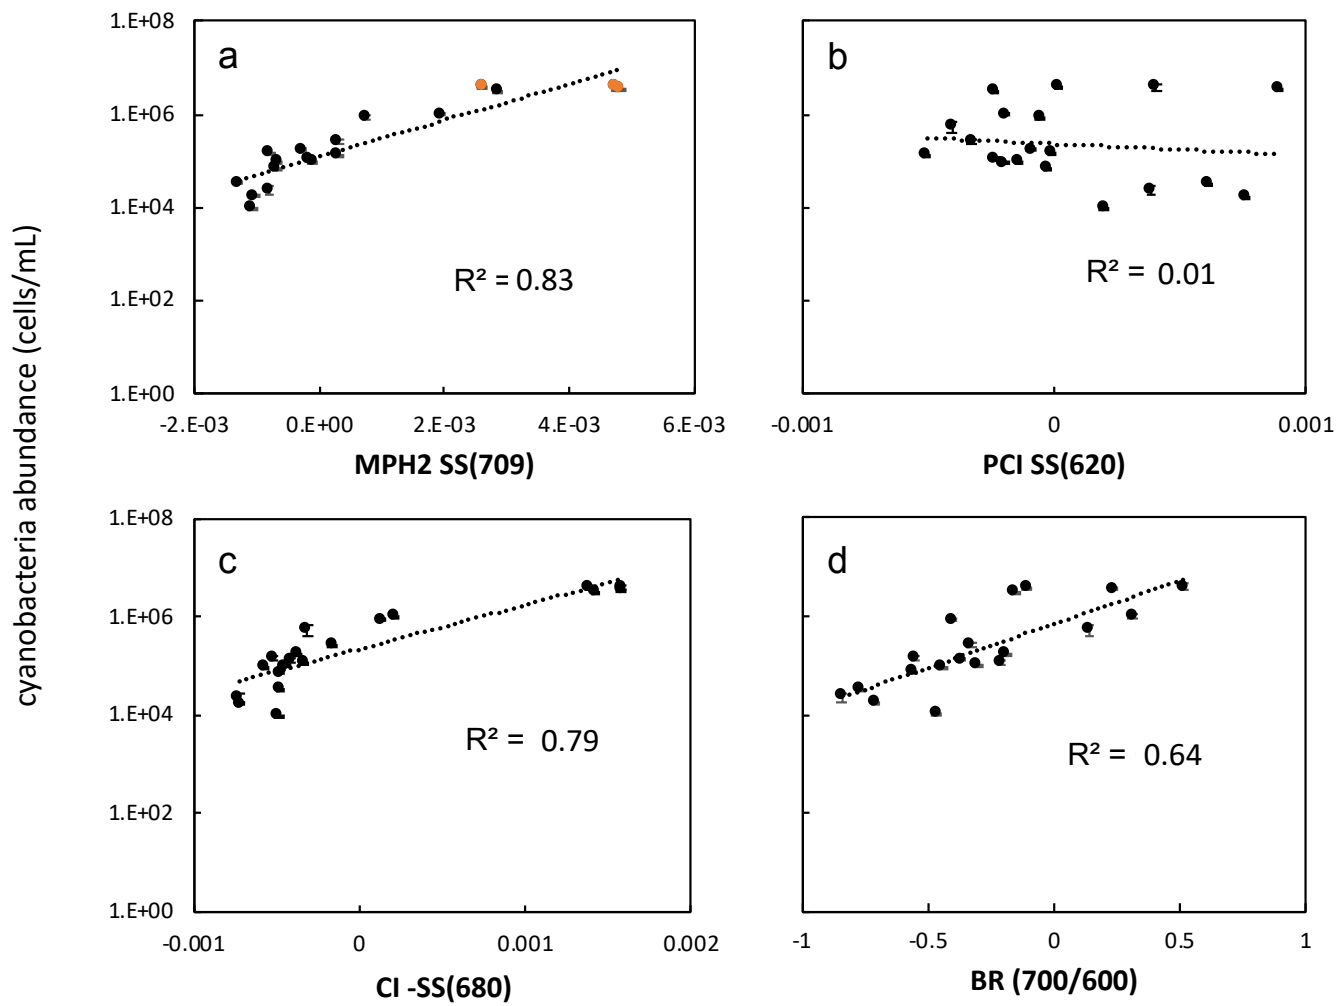 cyanobacteria abundance (cells/mL)
1.E+08
1.E+06
1.E+04
1.E+02
1.E+00
a
R² = 0.83
-2.E-03 0.E+00 2.E-03 4.E-03 6.E-03
MPH2 SS(709)
b
R² = 0.01
-0.001 0 0.001
PCI SS(620)
1.E+08
1.E+06
1.E+04
1.E+02
1.E+00
c
R² = 0.79
-0.001 0 0.001 0.002
CI -SS(680)
d
R² = 0.64
-1 -0.5 0 0.5 1
BR (700/600)